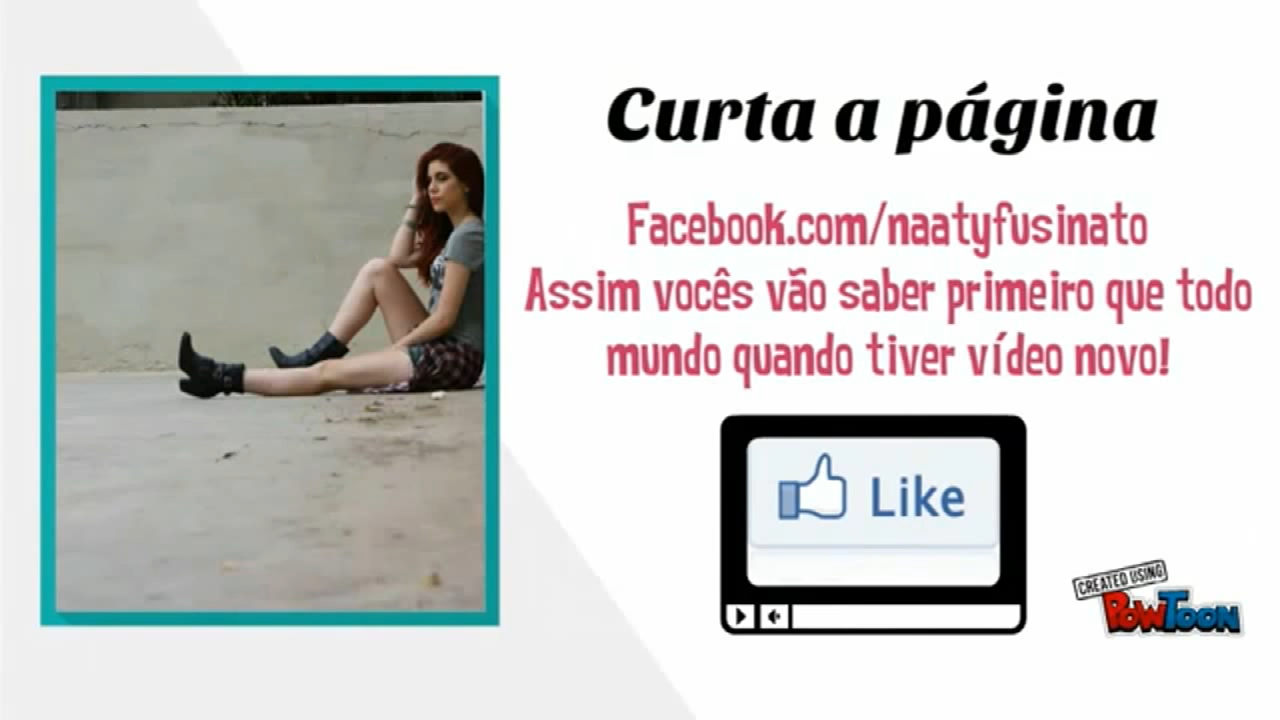 Curta a página
Facebook.com/naatyfusinato
Assim vocês vão saber primeiro que todo
mundo quando tiver vídeo novo!
Like
CREATED USING
POWTOON